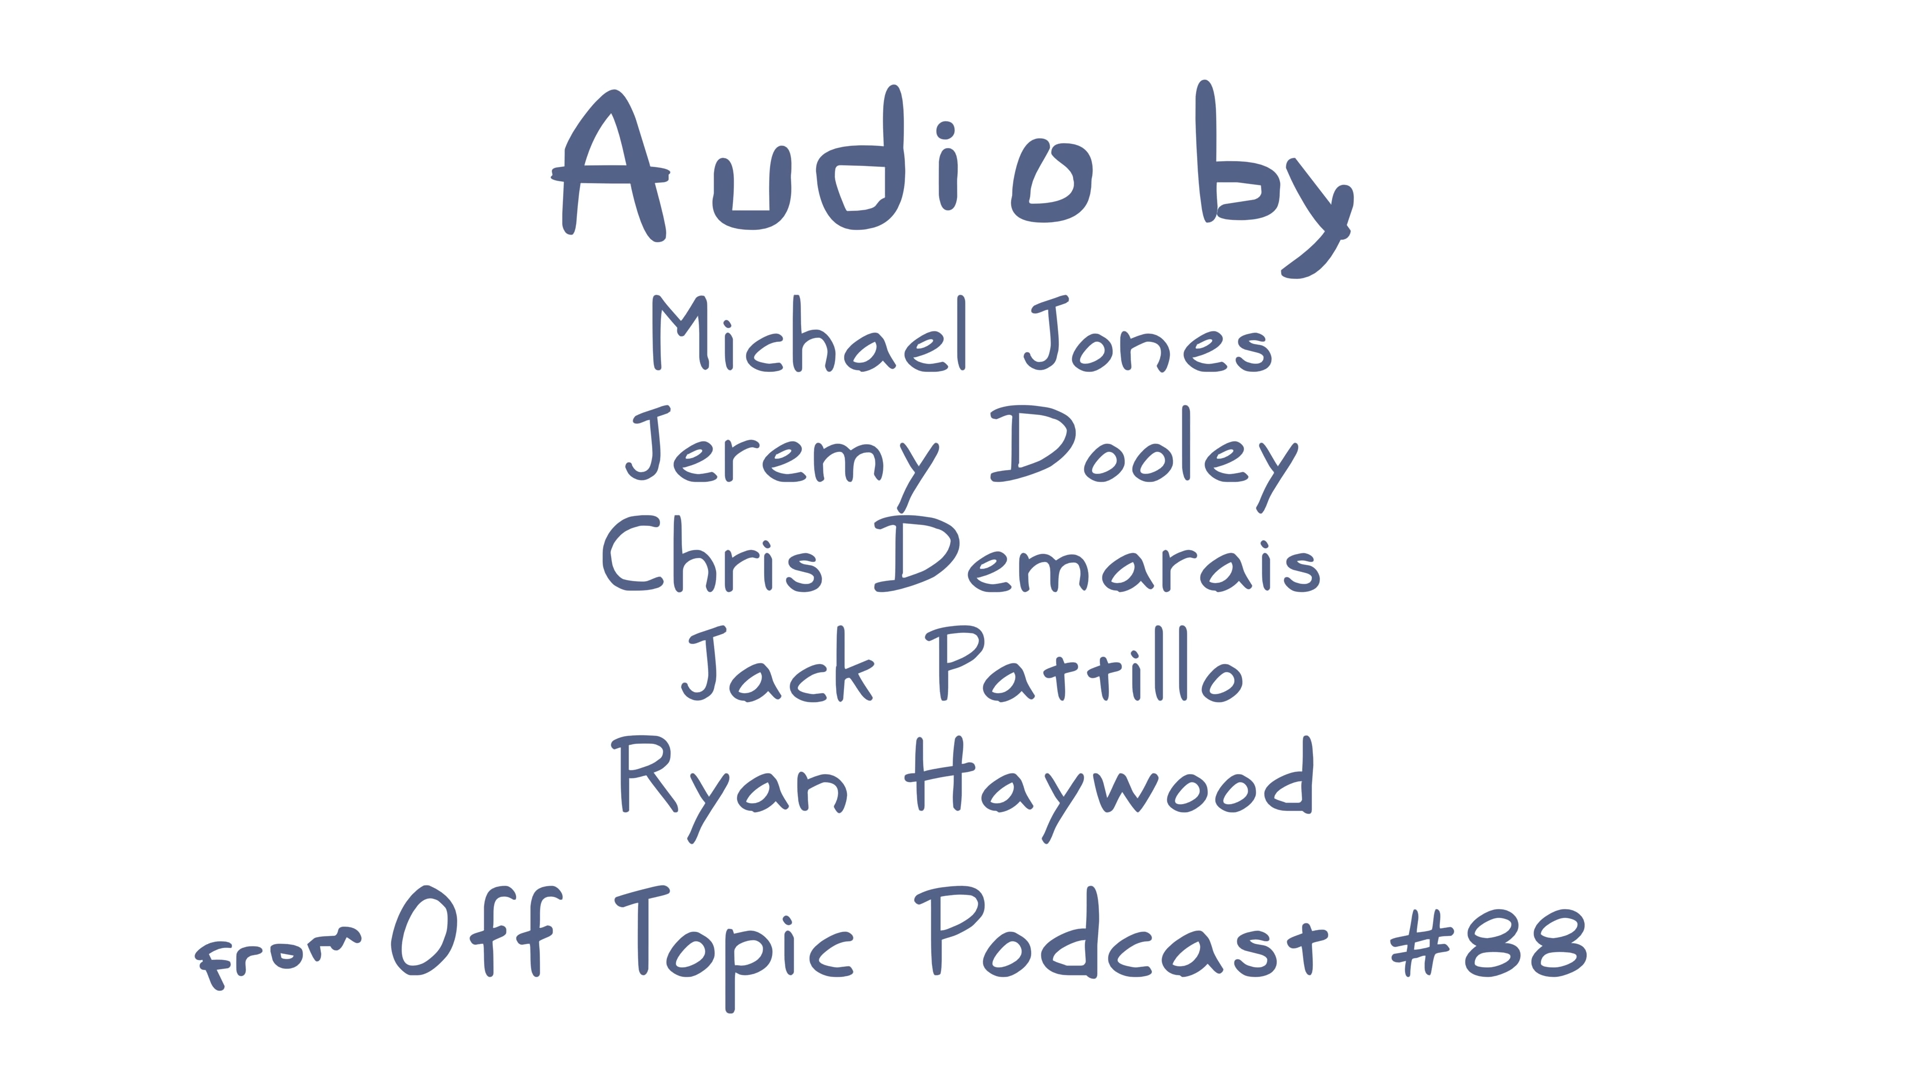 Audio by
Michael Jones
Jeremy Dooley
Chris Demarais
Jack Pattillo
Ryan Haywood
from Off Topic Podcast #88